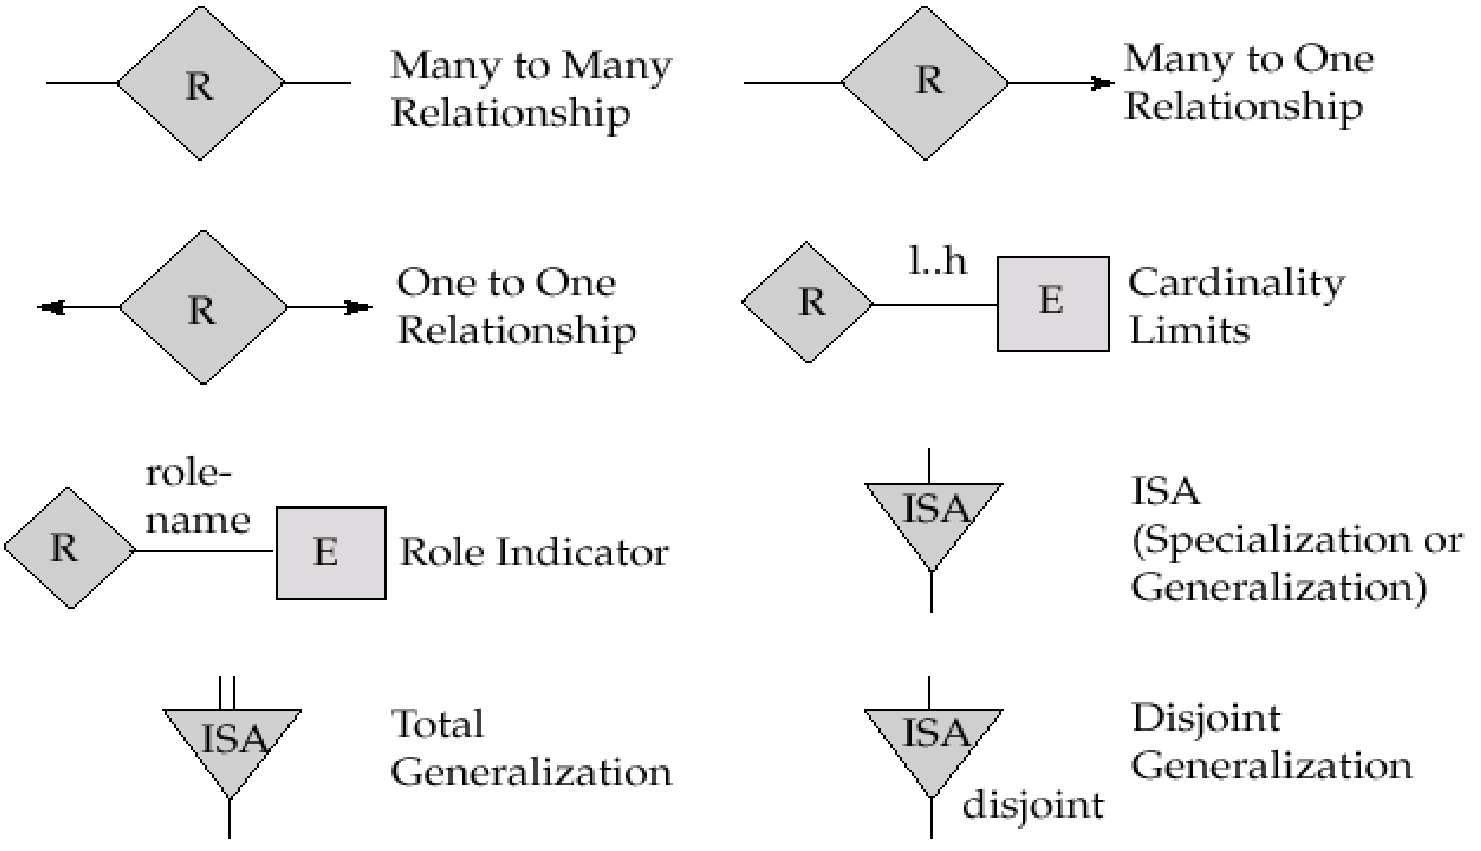 R
Many to Many
Relationship
R
Many to One
Relationship
R
One to One
Relationship
R
l..h
E
Cardinality
Limits
R
role-
name
E
Role Indicator
ISA
ISA
(Specialization or
Generalization)
ISA
Total
Generalization
ISA
disjoint
Disjoint
Generalization